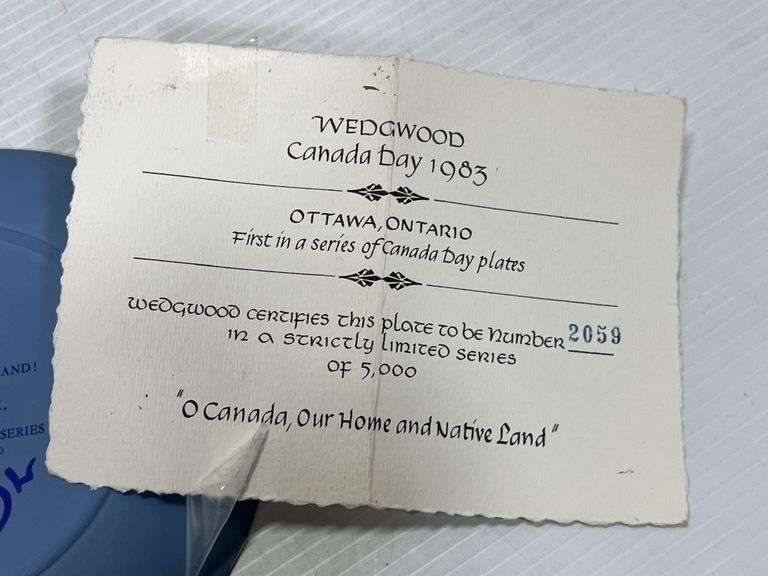 WEDGWOOD
Canada Day 1983
OTTAWA, ONTARIO
First in a series of Canada Day plates
WEDGWOOD CERTIFIES THIS PLATE TO BE NUMBER 2059
IN A STRICTLY LIMITED SERIES
OF 5,000
"O Canada, Our Home and Native Land"
AND!
SERIES